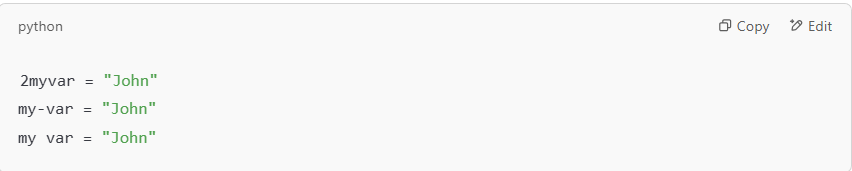 python Copy Edit
2myvar = "John"
my-var = "John"
my var = "John"